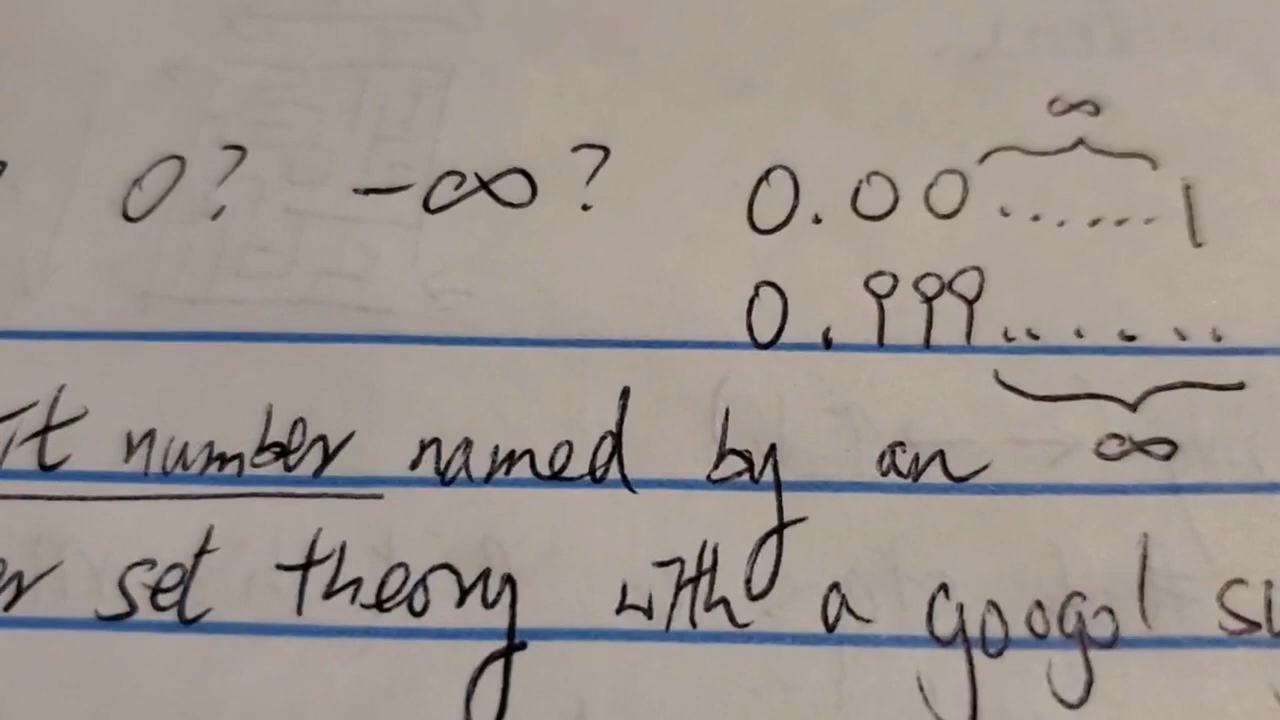 ∞
0? -∞? 0.00.......1
0.999......
number named by an ∞
set theory with a googol